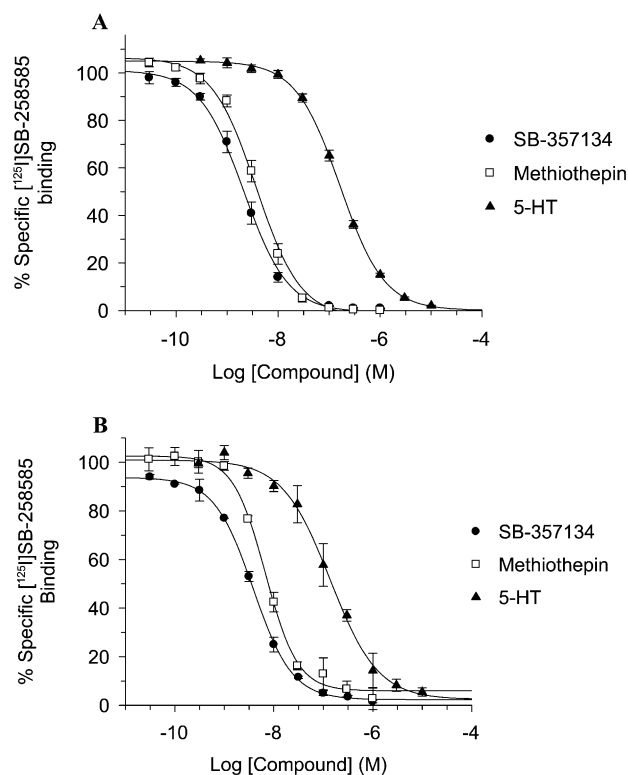 A
% Specific [¹²⁵I]SB-258585
binding
100
80
60
40
20
0
-10
-8
-6
-4
Log [Compound] (M)
SB-357134
Methiothepin
5-HT
B
% Specific [¹²⁵I]SB-258585
Binding
100
80
60
40
20
0
-10
-8
-6
-4
Log [Compound] (M)
SB-357134
Methiothepin
5-HT